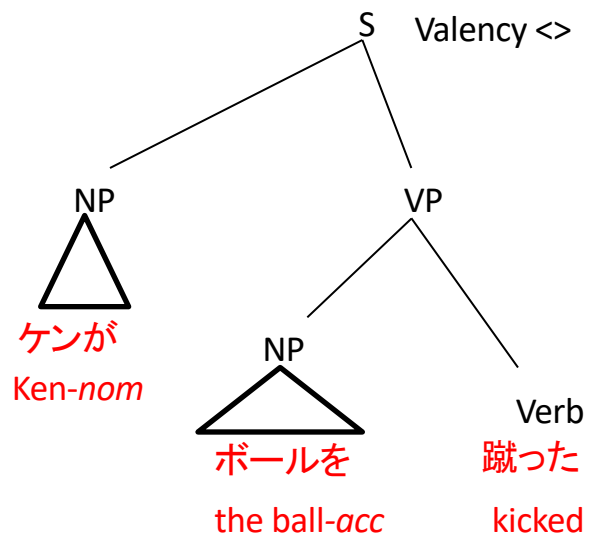 S Valency <>
NP VP
ケンが
Ken-nom
NP
Verb
ボールを 蹴った
the ball-acc kicked